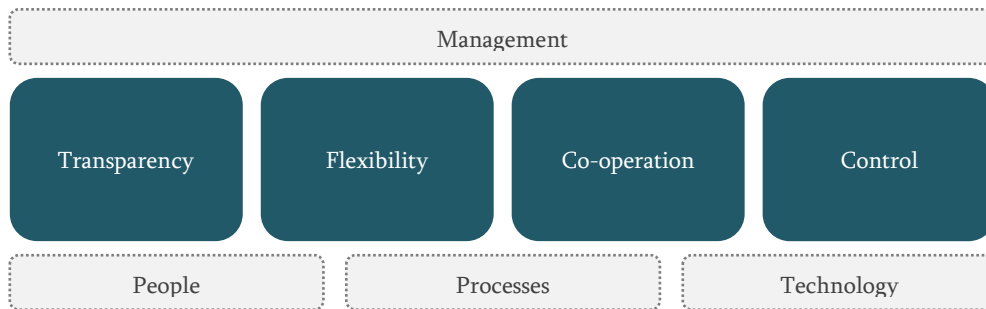 Management
Transparency
Flexibility
Co-operation
Control
People
Processes
Technology